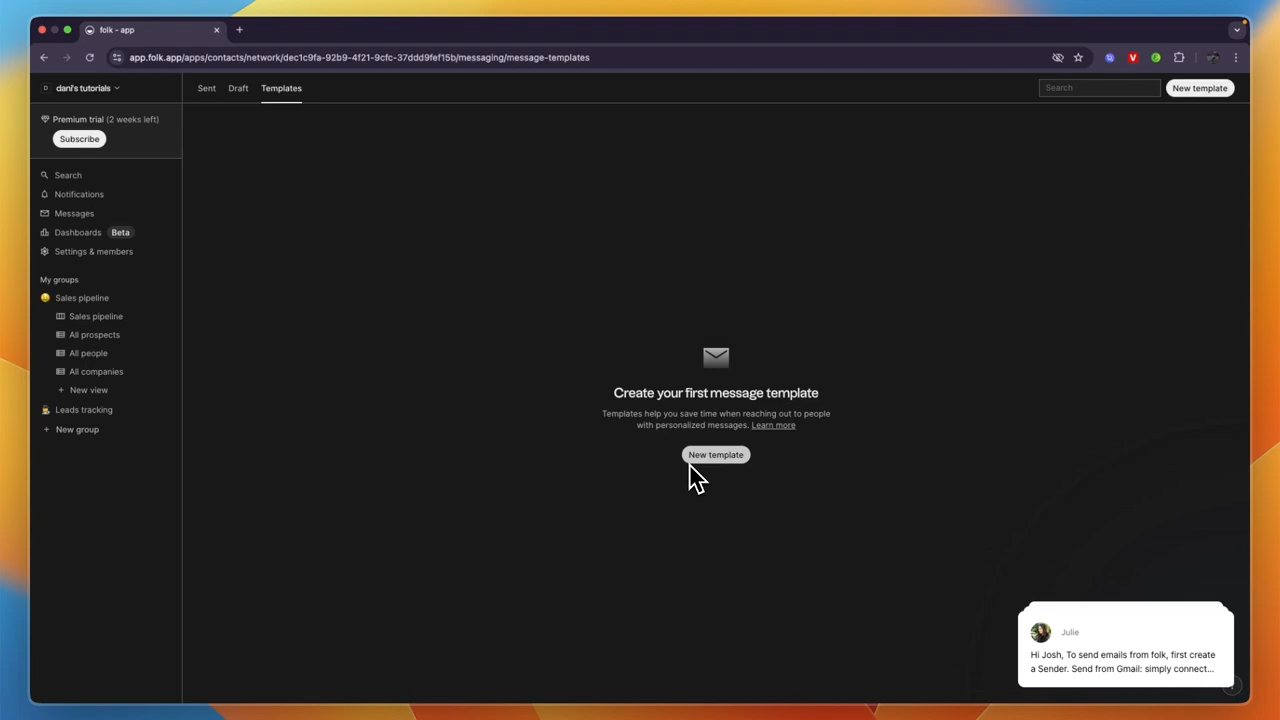 folk - app
app.folk.app/apps/contacts/network/dec1c9fa-92b9-4f21-9cfc-37ddd9fef15b/messaging/message-templates
D dani's tutorials
Sent Draft Templates
Search
New template
Premium trial (2 weeks left)
Subscribe
Search
Notifications
Messages
Dashboards Beta
Settings & members
My groups
Sales pipeline
Sales pipeline
All prospects
All people
All companies
+ New view
Leads tracking
+ New group
Create your first message template
Templates help you save time when reaching out to people
with personalized messages. Learn more
New template
Julie
Hi Josh, To send emails from folk, first create
a Sender. Send from Gmail: simply connect...